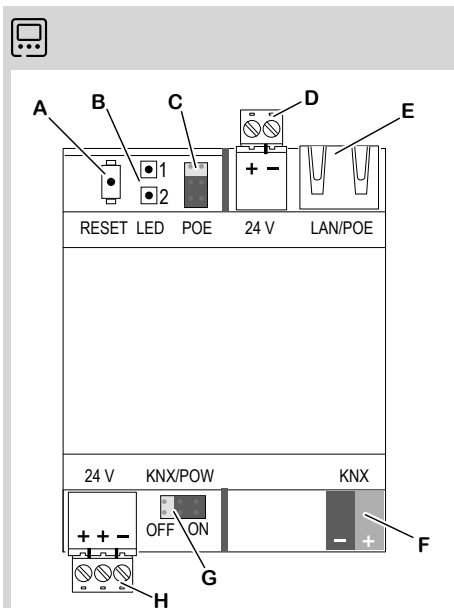 A
B
C
D
E
1
2
+ −
RESET LED POE 24 V LAN/POE
24 V KNX/POW KNX
+ + −
OFF ON
− +
F
G
H